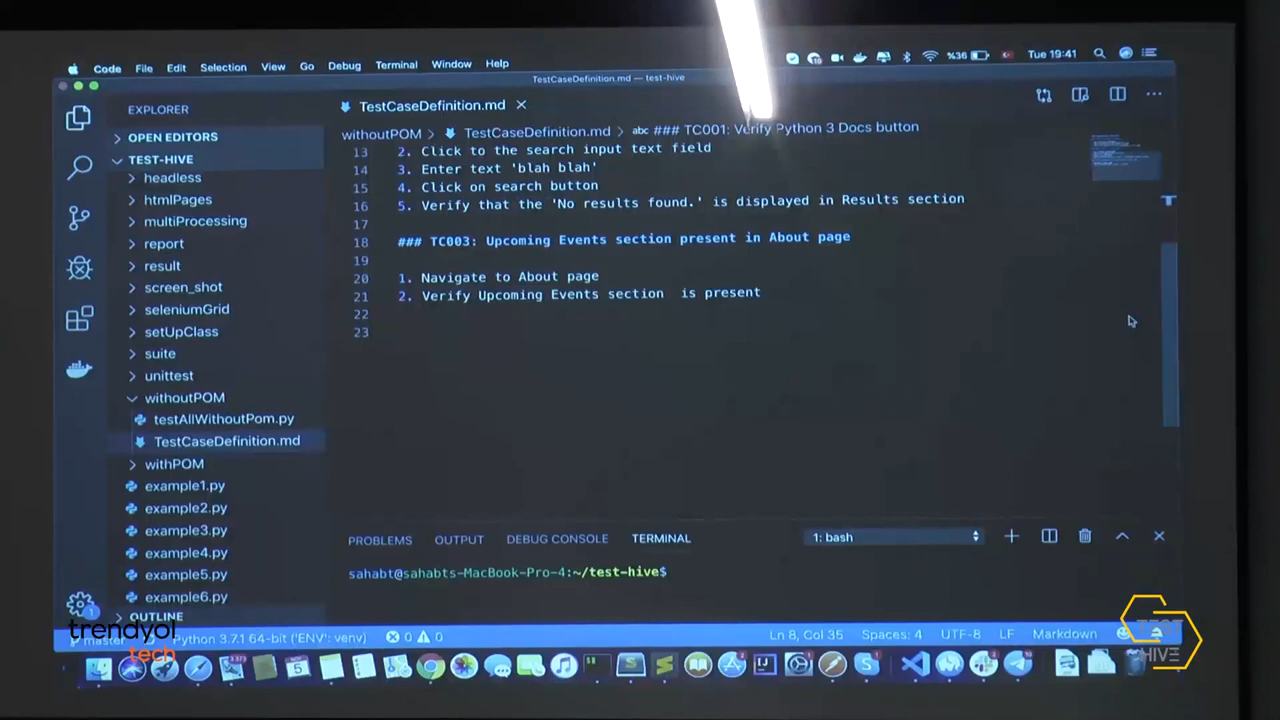 Code File Edit Selection View Go Debug Terminal Window Help %36 Tue 19:41
TestCaseDefinition.md — test-hive
EXPLORER
OPEN EDITORS
TEST-HIVE
headless
htmlPages
multiProcessing
report
result
screen_shot
seleniumGrid
setUpClass
suite
unittest
withoutPOM
testAllWithoutPom.py
TestCaseDefinition.md
withPOM
example1.py
example2.py
example3.py
example4.py
example5.py
example6.py
OUTLINE
TestCaseDefinition.md
withoutPOM > TestCaseDefinition.md > abc ### TC001: Verify Python 3 Docs button
13 2. Click to the search input text field
14 3. Enter text 'blah blah'
15 4. Click on search button
16 5. Verify that the 'No results found.' is displayed in Results section
17
18 ### TC003: Upcoming Events section present in About page
19
20 1. Navigate to About page
21 2. Verify Upcoming Events section  is present
22
23
PROBLEMS OUTPUT DEBUG CONSOLE TERMINAL 1: bash
sahabt@sahabts-MacBook-Pro-4:~/test-hive$
master Python 3.7.1 64-bit ('ENV': venv) 0 0 Ln 8, Col 35 Spaces: 4 UTF-8 LF Markdown
trendyol
tech
TEST
HIVE